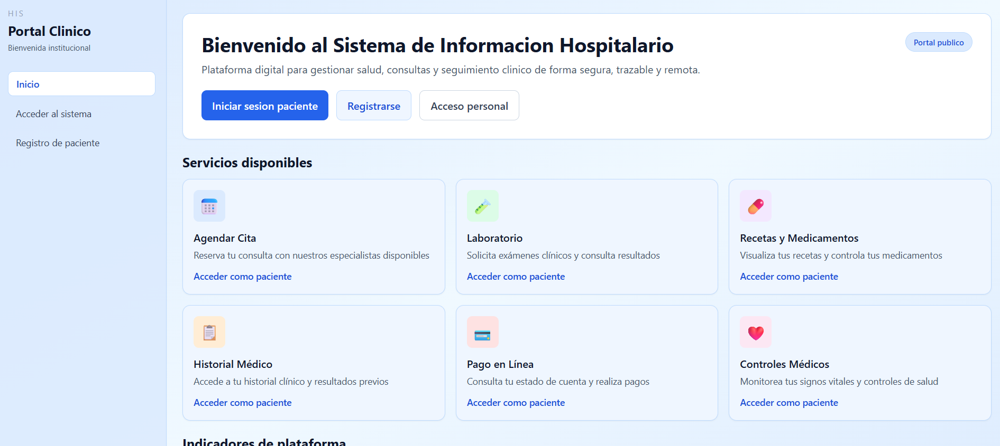 HIS
Portal Clinico
Bienvenida institucional
Inicio
Acceder al sistema
Registro de paciente
Bienvenido al Sistema de Informacion Hospitalario
Portal publico
Plataforma digital para gestionar salud, consultas y seguimiento clinico de forma segura, trazable y remota.
Iniciar sesion paciente
Registrarse
Acceso personal
Servicios disponibles
Agendar Cita
Reserva tu consulta con nuestros especialistas disponibles
Acceder como paciente
Laboratorio
Solicita exámenes clínicos y consulta resultados
Acceder como paciente
Recetas y Medicamentos
Visualiza tus recetas y controla tus medicamentos
Acceder como paciente
Historial Médico
Accede a tu historial clínico y resultados previos
Acceder como paciente
Pago en Línea
Consulta tu estado de cuenta y realiza pagos
Acceder como paciente
Controles Médicos
Monitorea tus signos vitales y controles de salud
Acceder como paciente
Indicadores de plataforma